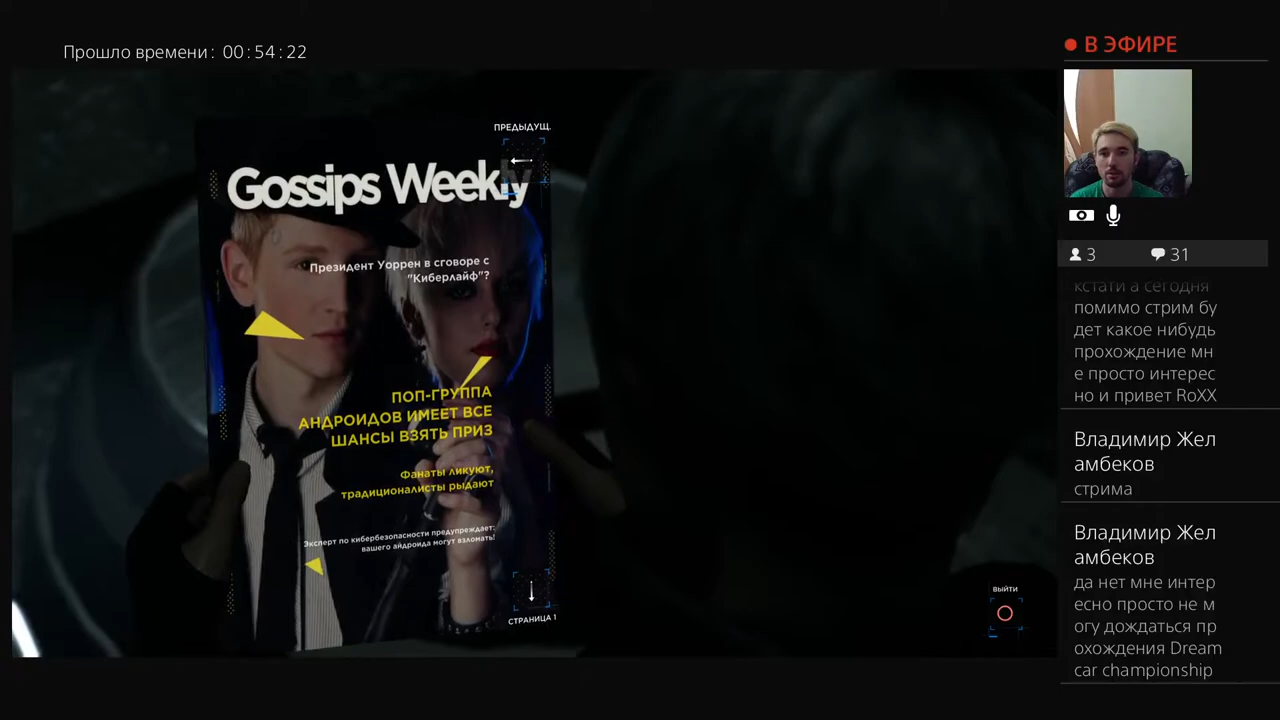 Прошло времени: 00:54:22
В ЭФИРЕ
ПРЕДЫДУЩ.
Gossips Weekly
Президент Уоррен в сговоре с
"Киберлайф"?
ПОП-ГРУППА
АНДРОИДОВ ИМЕЕТ ВСЕ
ШАНСЫ ВЗЯТЬ ПРИЗ
Фанаты ликуют,
традиционалисты рыдают
Эксперт по кибербезопасности предупреждает:
вашего андроида могут взломать!
СТРАНИЦА 1
ВЫЙТИ
3
31
кстати а сегодня
помимо стрим бу
дет какое нибудь
прохождение мн
е просто интерес
но и привет RoXX
Владимир Жел
амбеков
стрима
Владимир Жел
амбеков
да нет мне интер
есно просто не м
огу дождаться пр
охождения Dream
car championship